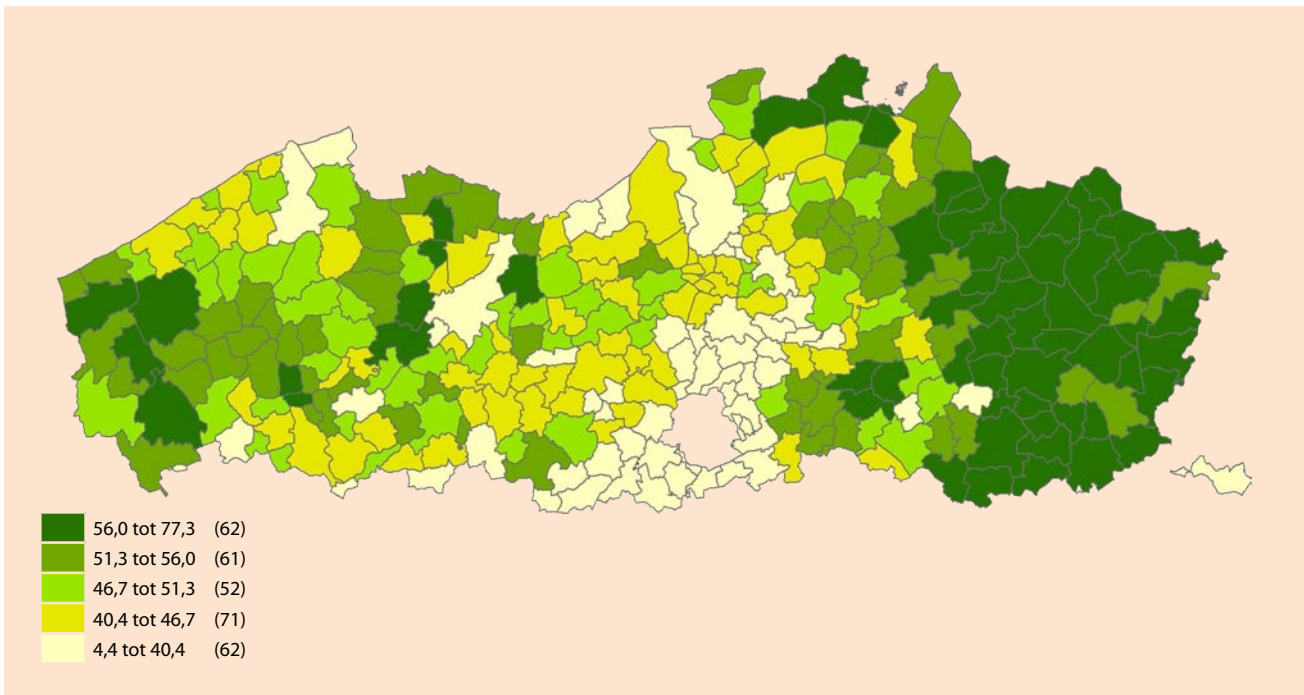 56,0 tot 77,3 (62)
51,3 tot 56,0 (61)
46,7 tot 51,3 (52)
40,4 tot 46,7 (71)
4,4 tot 40,4 (62)